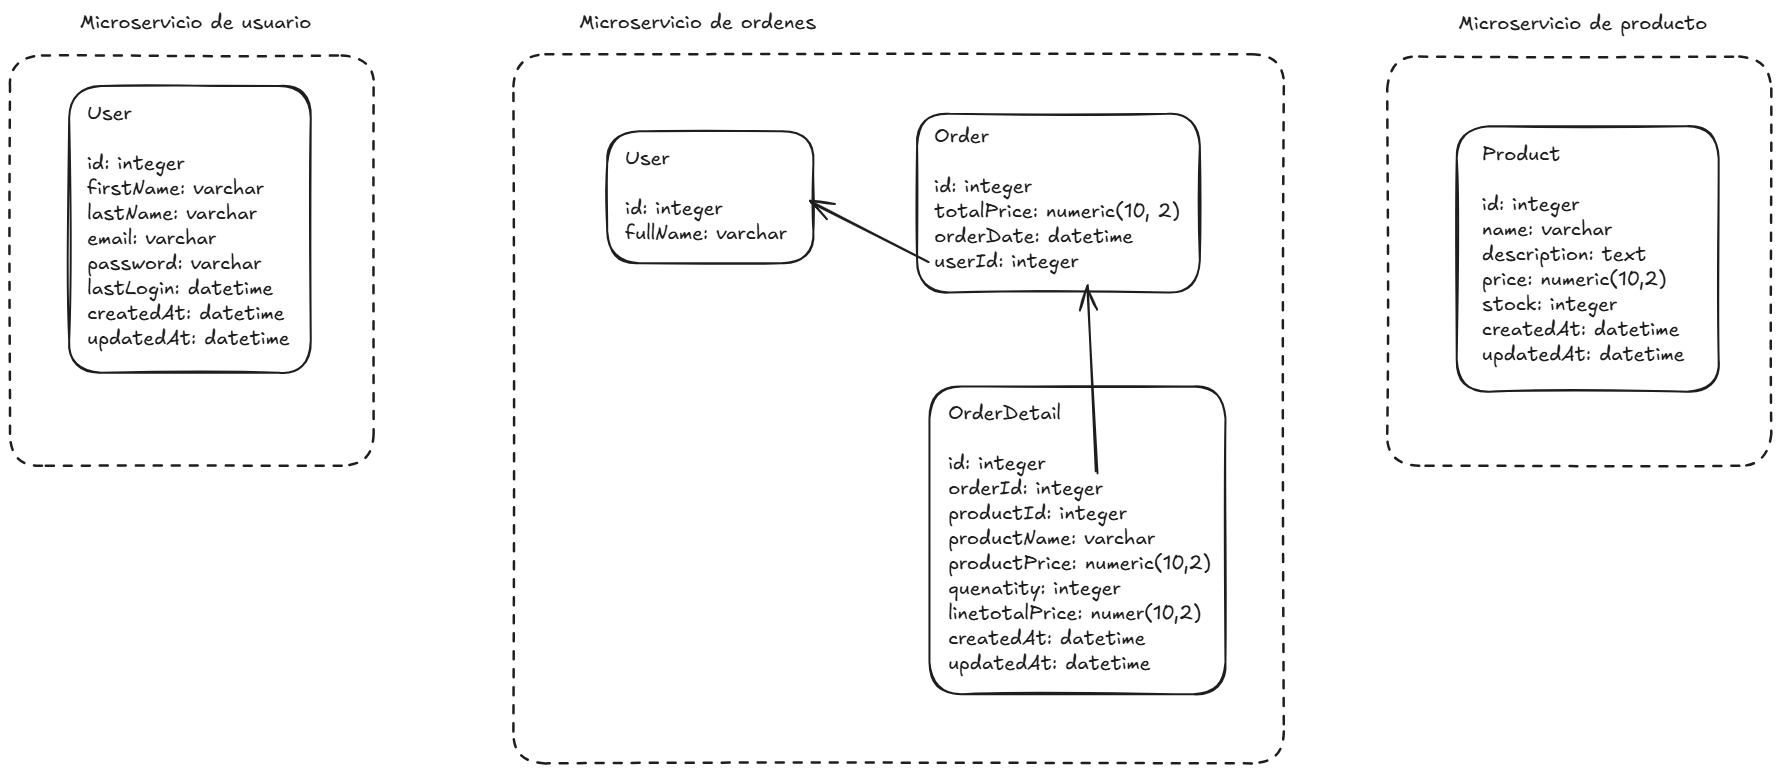 Microservicio de usuario
User
id: integer
firstName: varchar
lastName: varchar
email: varchar
password: varchar
lastLogin: datetime
createdAt: datetime
updatedAt: datetime
Microservicio de ordenes
User
id: integer
fullName: varchar
Order
id: integer
totalPrice: numeric(10, 2)
orderDate: datetime
userId: integer
OrderDetail
id: integer
orderId: integer
productId: integer
productName: varchar
productPrice: numeric(10,2)
quenatity: integer
linetotalPrice: numer(10,2)
createdAt: datetime
updatedAt: datetime
Microservicio de producto
Product
id: integer
name: varchar
description: text
price: numeric(10,2)
stock: integer
createdAt: datetime
updatedAt: datetime